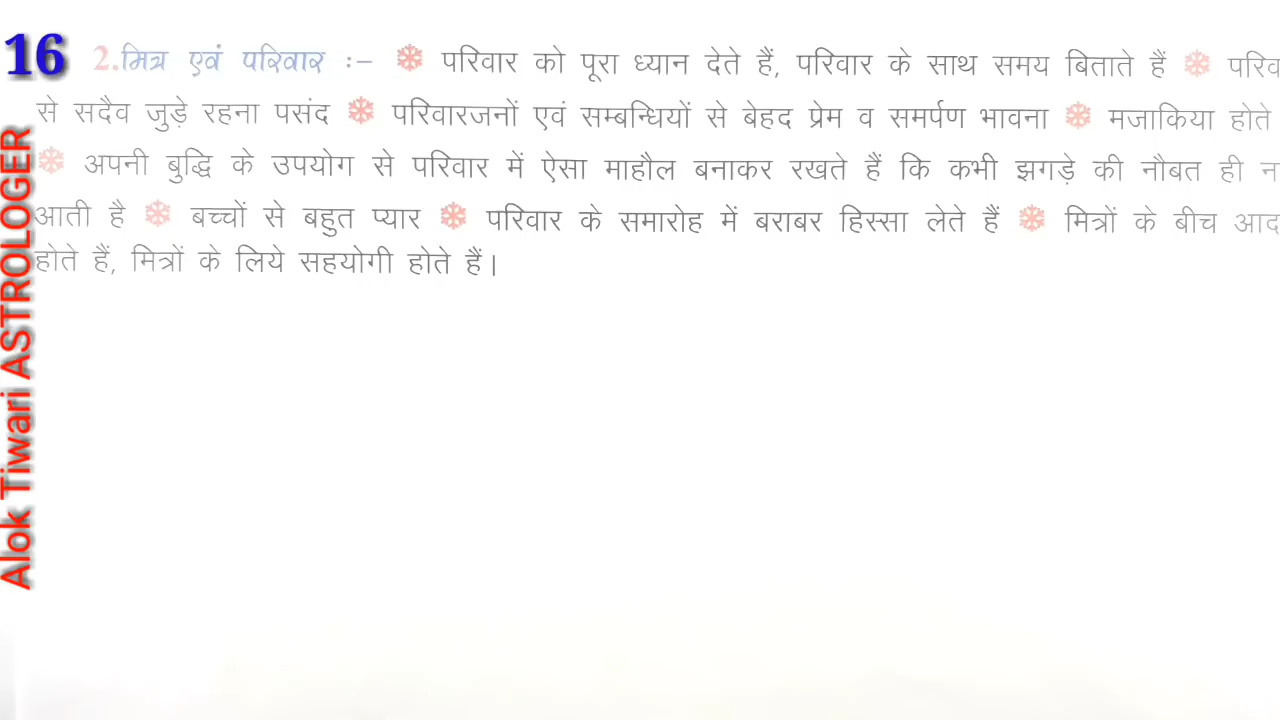 16 2.मित्र एवं परिवार :– ❄ परिवार को पूरा ध्यान देते हैं, परिवार के साथ समय बिताते हैं ❄
से सदैव जुड़े रहना पसंद ❄ परिवारजनों एवं सम्बन्धियों से बेहद प्रेम व समर्पण भावना ❄ मजाकिया होते
❄ अपनी बुद्धि के उपयोग से परिवार में ऐसा माहौल बनाकर रखते हैं कि कभी झगड़े की नौबत ही न
आती है ❄ बच्चों से बहुत प्यार ❄ परिवार के समारोह में बराबर हिस्सा लेते हैं ❄ मित्रों के बीच
होते हैं, मित्रों के लिये सहयोगी होते हैं।
Alok Tiwari ASTROLOGER